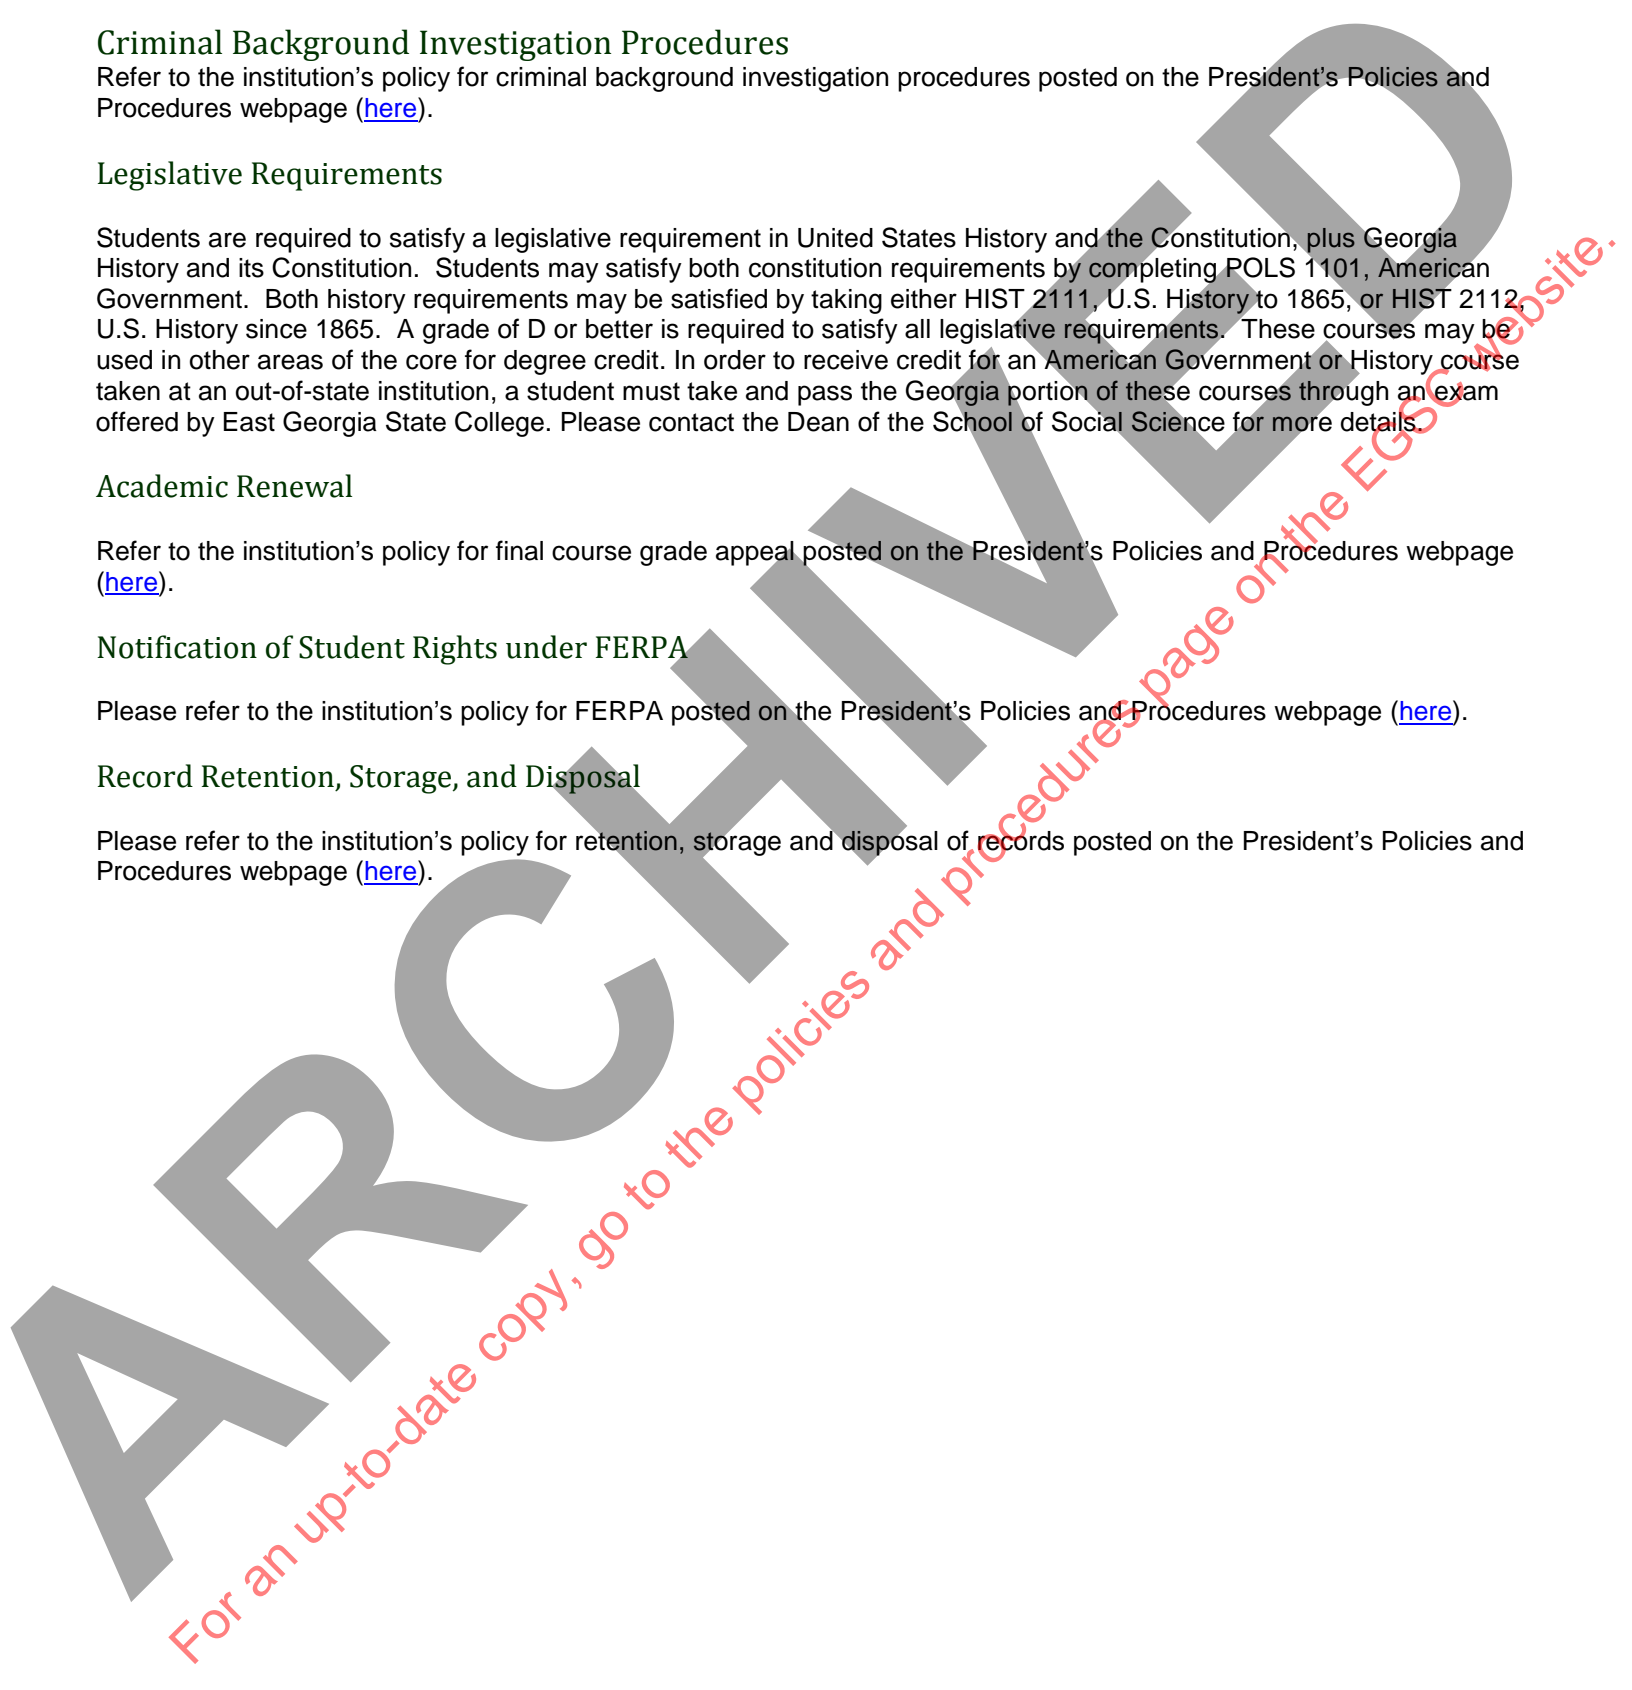 Criminal Background Investigation Procedures
Refer to the institution’s policy for criminal background investigation procedures posted on the President’s Policies and
Procedures webpage (here).
Legislative Requirements
Students are required to satisfy a legislative requirement in United States History and the Constitution, plus Georgia
History and its Constitution.  Students may satisfy both constitution requirements by completing POLS 1101, American
Government.  Both history requirements may be satisfied by taking either HIST 2111, U.S. History to 1865, or HIST 2112,
U.S. History since 1865.  A grade of D or better is required to satisfy all legislative requirements.  These courses may be
used in other areas of the core for degree credit. In order to receive credit for an American Government or History course
taken at an out-of-state institution, a student must take and pass the Georgia portion of these courses through an  exam
offered by East Georgia State College. Please contact the Dean of the School of Social Science for more details.
Academic Renewal
Refer to the institution’s policy for final course grade appeal posted on the President’s Policies and Procedures webpage
(here).
Notification of Student Rights under FERPA
Please refer to the institution’s policy for FERPA posted on the President’s Policies and Procedures webpage (here).
Record Retention, Storage, and Disposal
Please refer to the institution’s policy for retention, storage and disposal of records posted on the President’s Policies and
Procedures webpage (here).
ARCHIVED
For an up-to-date copy, go to the policies and procedures page on the EGSC website.